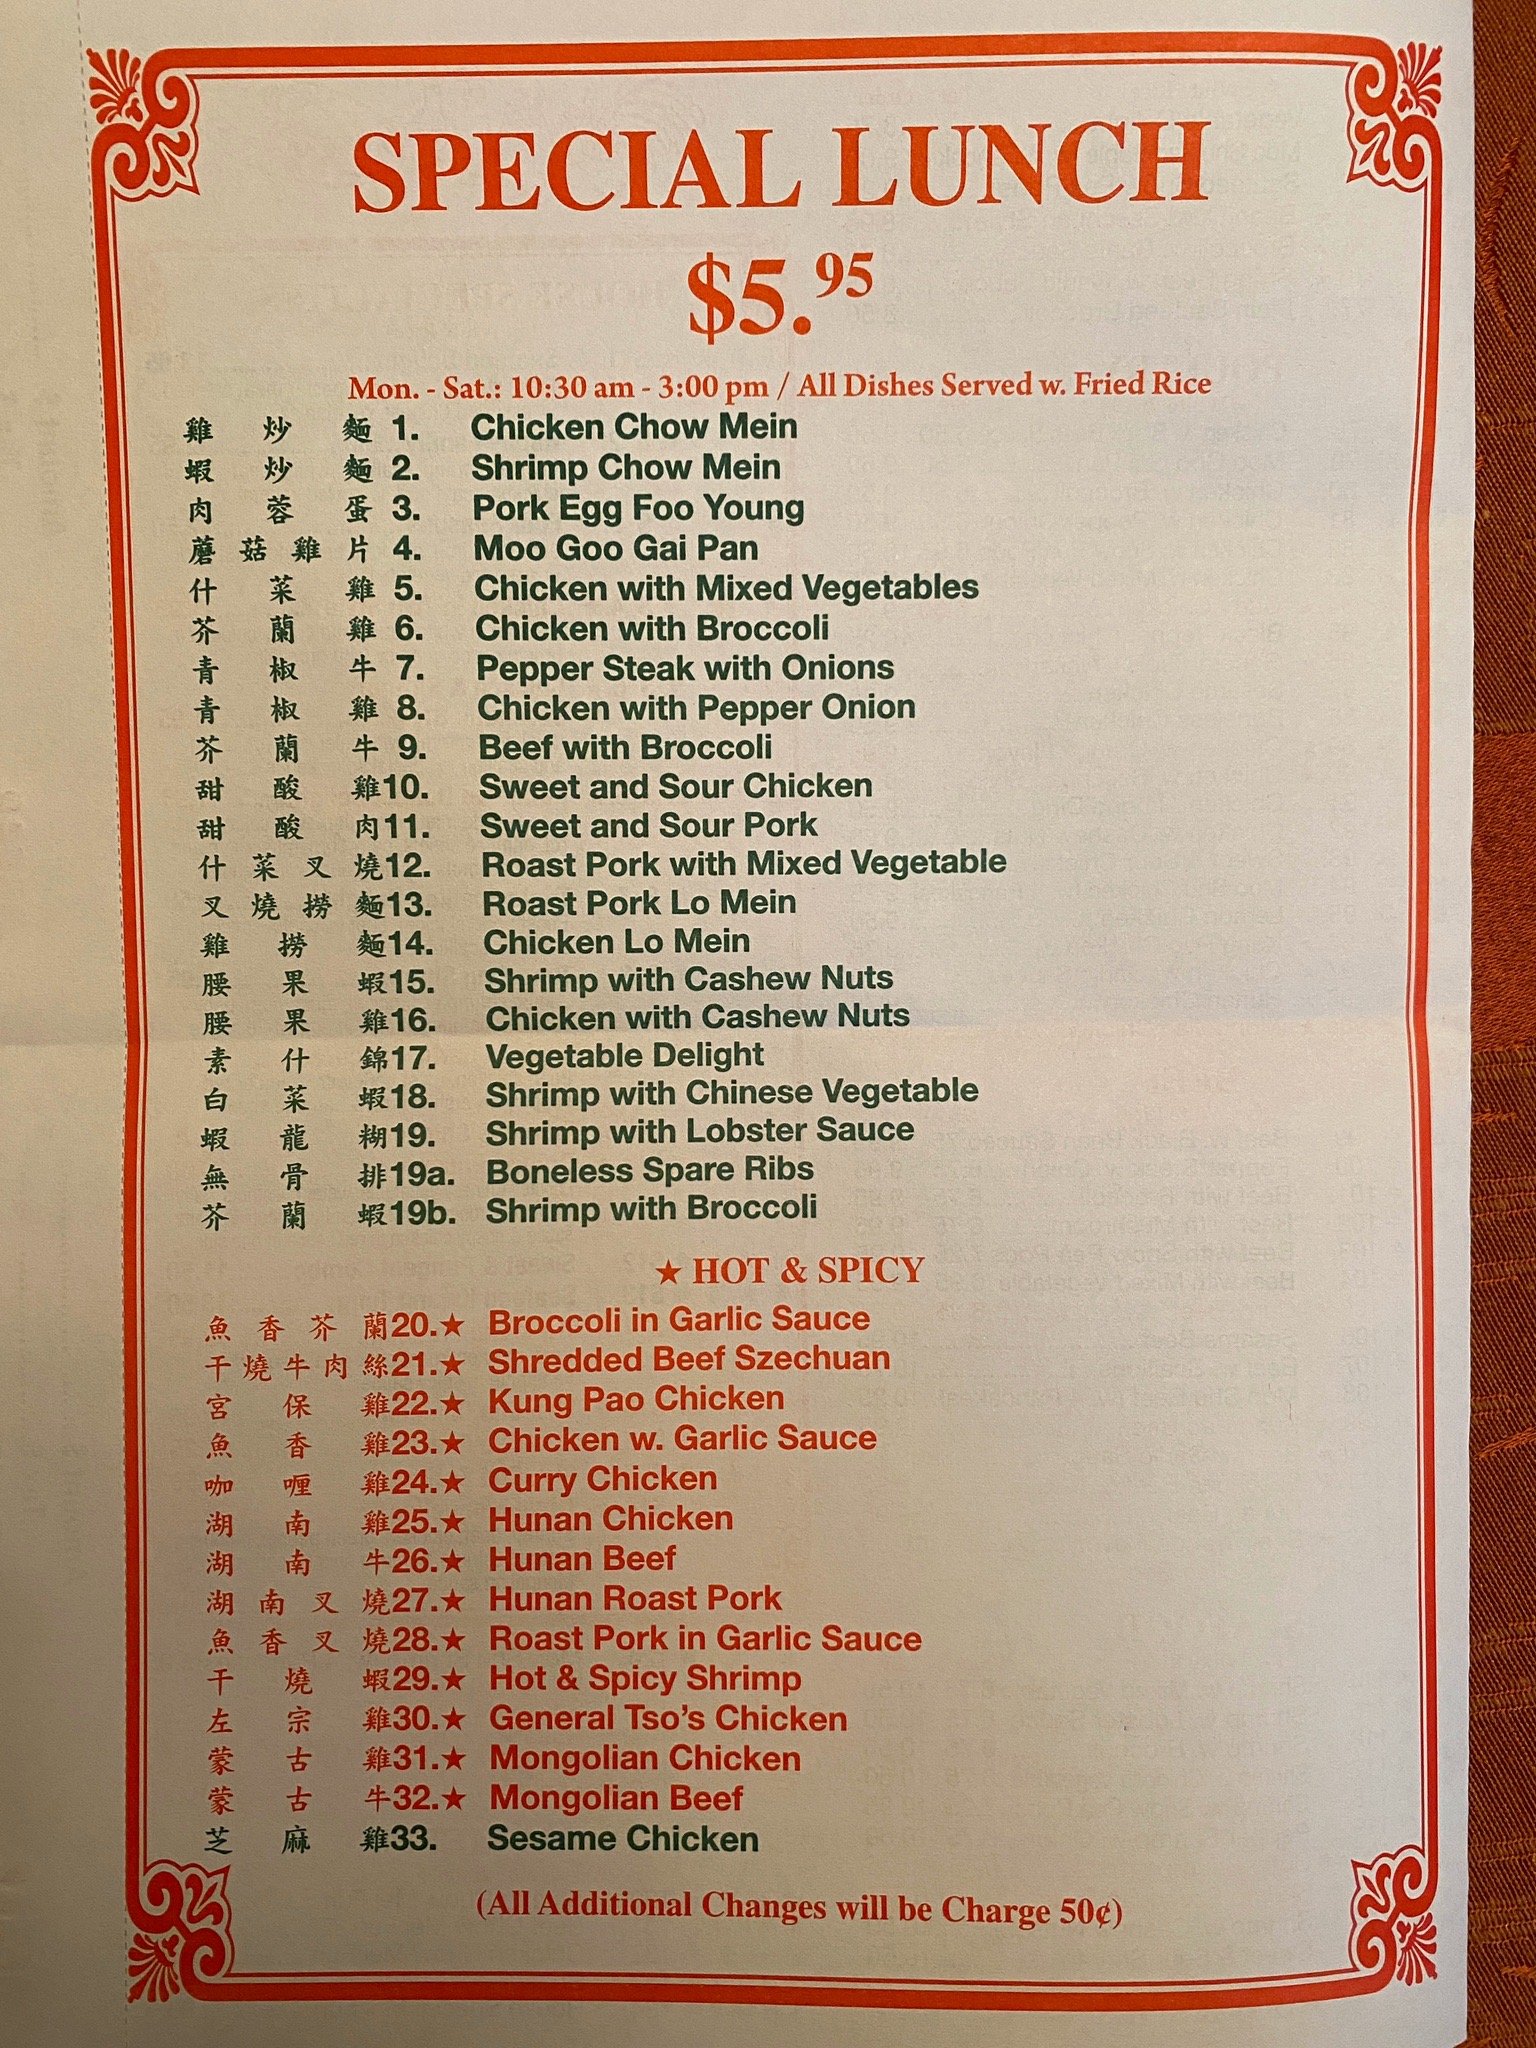 SPECIAL LUNCH
$5.95
Mon. - Sat.: 10:30 am - 3:00 pm / All Dishes Served w. Fried Rice
雞炒麵 1. Chicken Chow Mein
蝦炒麵 2. Shrimp Chow Mein
肉蓉蛋 3. Pork Egg Foo Young
蘑菇雞片 4. Moo Goo Gai Pan
什菜雞 5. Chicken with Mixed Vegetables
芥蘭雞 6. Chicken with Broccoli
青椒牛 7. Pepper Steak with Onions
青椒雞 8. Chicken with Pepper Onion
芥蘭牛 9. Beef with Broccoli
甜酸雞 10. Sweet and Sour Chicken
甜酸肉 11. Sweet and Sour Pork
什菜叉燒 12. Roast Pork with Mixed Vegetable
叉燒撈麵 13. Roast Pork Lo Mein
雞撈麵 14. Chicken Lo Mein
腰果蝦 15. Shrimp with Cashew Nuts
腰果雞 16. Chicken with Cashew Nuts
素什錦 17. Vegetable Delight
白菜蝦 18. Shrimp with Chinese Vegetable
蝦龍糊 19. Shrimp with Lobster Sauce
無骨排 19a. Boneless Spare Ribs
芥蘭蝦 19b. Shrimp with Broccoli
★ HOT & SPICY
魚香芥蘭 20.★ Broccoli in Garlic Sauce
干燒牛肉絲 21.★ Shredded Beef Szechuan
宮保雞 22.★ Kung Pao Chicken
魚香雞 23.★ Chicken w. Garlic Sauce
咖喱雞 24.★ Curry Chicken
湖南雞 25.★ Hunan Chicken
湖南牛 26.★ Hunan Beef
湖南叉燒 27.★ Hunan Roast Pork
魚香叉燒 28.★ Roast Pork in Garlic Sauce
干燒蝦 29.★ Hot & Spicy Shrimp
左宗雞 30.★ General Tso's Chicken
蒙古雞 31.★ Mongolian Chicken
蒙古牛 32.★ Mongolian Beef
芝麻雞 33. Sesame Chicken
(All Additional Changes will be Charge 50¢)